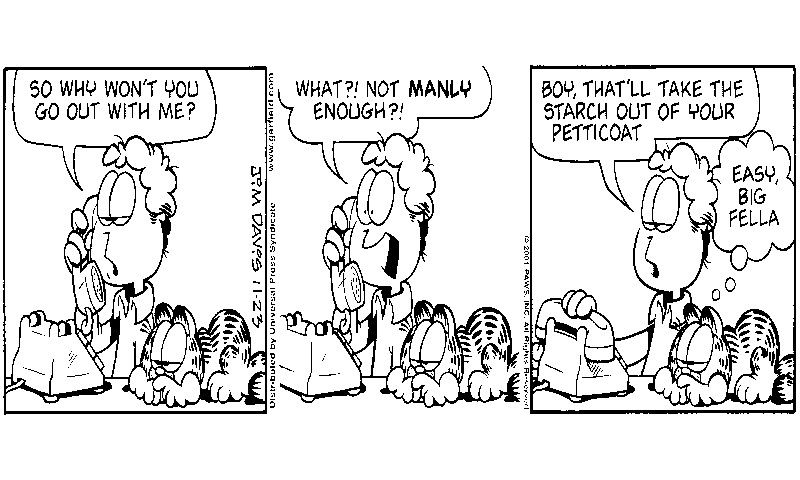 SO WHY WON'T YOU
GO OUT WITH ME?
JIM DAVIS 11-23
www.garfield.com
Distributed by Universal Press Syndicate
WHAT?! NOT MANLY
ENOUGH?!
© 2001 PAWS, INC. All Rights Reserved
BOY, THAT'LL TAKE THE
STARCH OUT OF YOUR
PETTICOAT
EASY,
BIG
FELLA